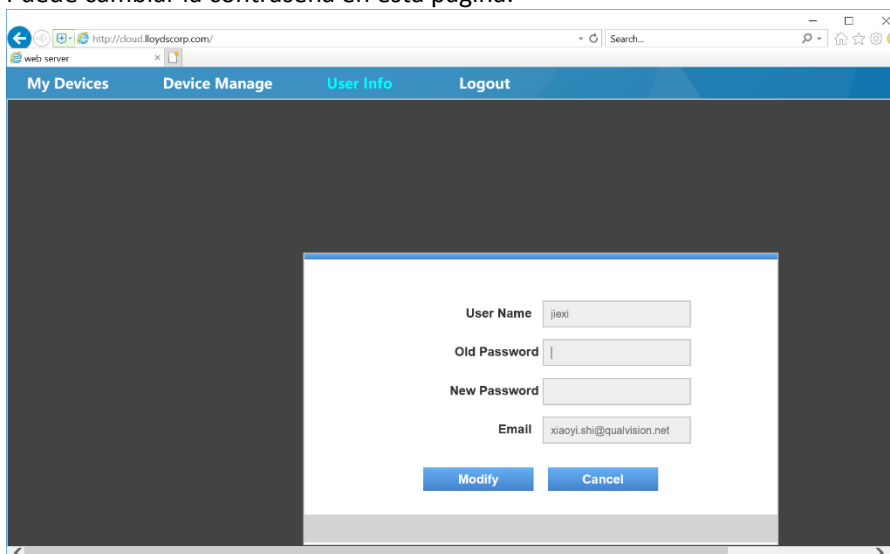 Puede cambiar la contraseña en esta página.
http://cloud.lloydscorp.com/ Search...
web server
My Devices Device Manage User Info Logout
User Name jiexi
Old Password
New Password
Email xiaoyi.shi@qualvision.net
Modify Cancel